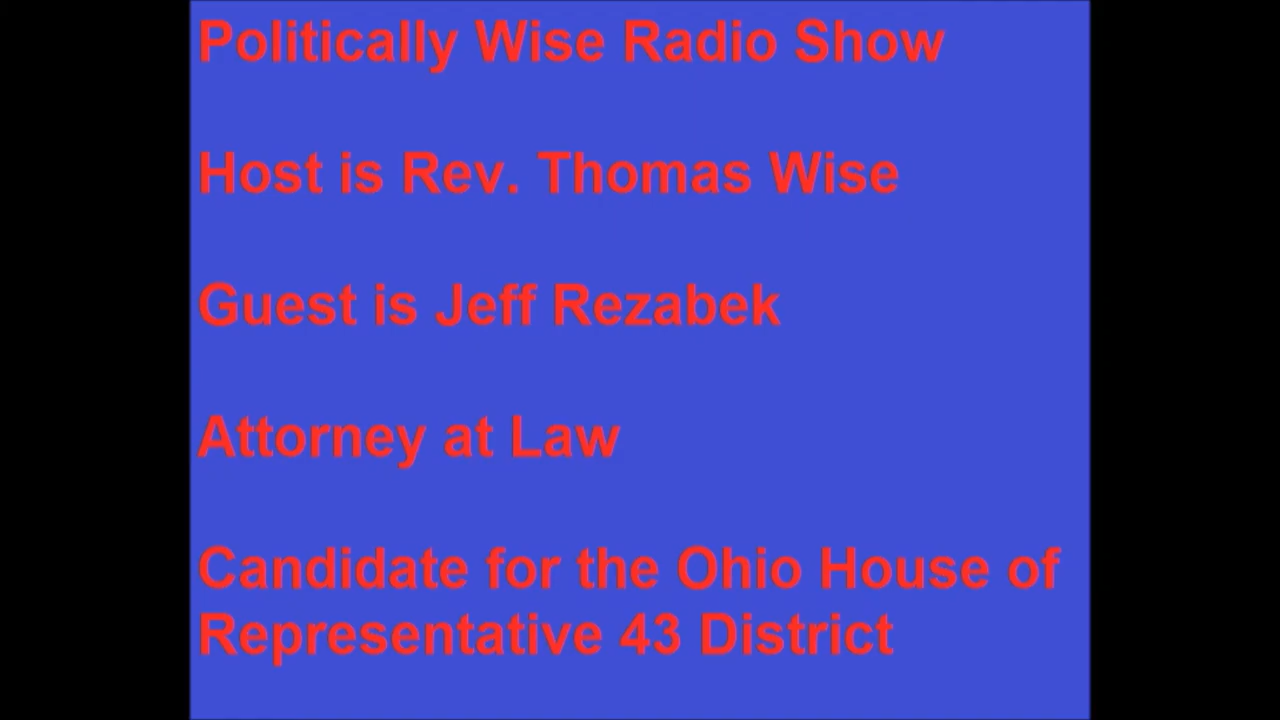 Politically Wise Radio Show
Host is Rev. Thomas Wise
Guest is Jeff Rezabek
Attorney at Law
Candidate for the Ohio House of
Representative 43 District